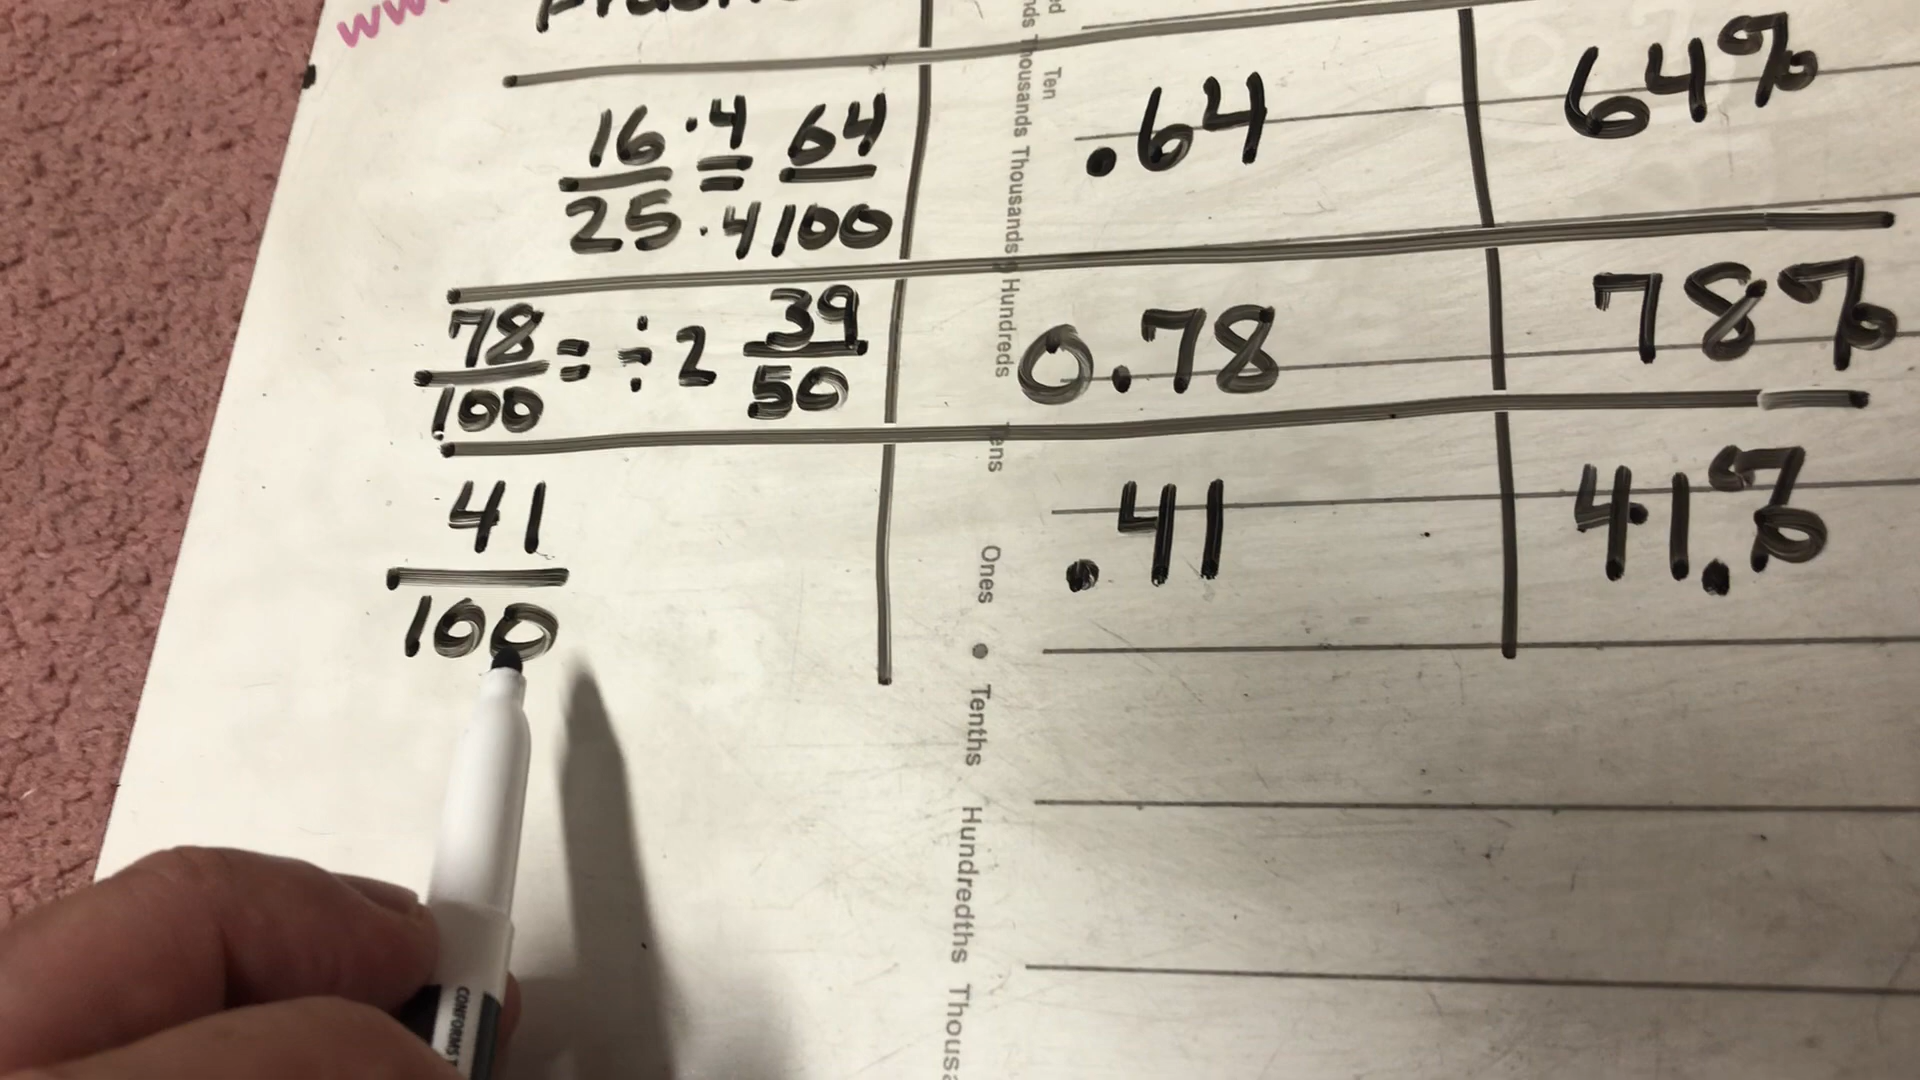 16 · 4 = 64 .64 64%
25 · 4 100
78 = ÷ 2 39 0.78 78%
100 50
41 .41 41.%
100
Ten
Thousands Thousands Hundreds Tens Ones • Tenths Hundredths
CONFORMS